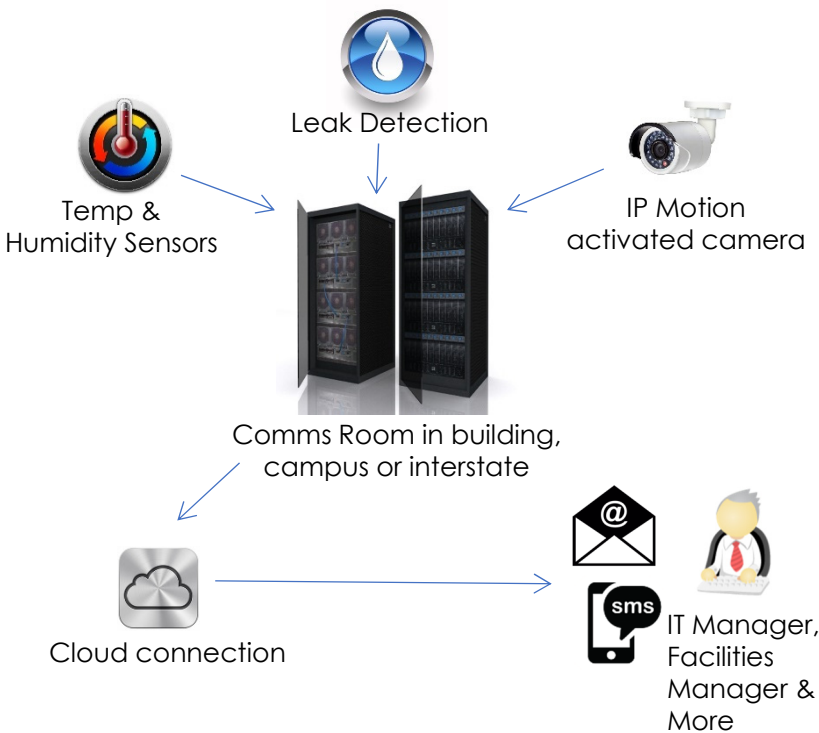 Leak Detection
Temp &
Humidity Sensors
IP Motion
activated camera
Comms Room in building,
campus or interstate
@
sms
Cloud connection
IT Manager,
Facilities
Manager &
More